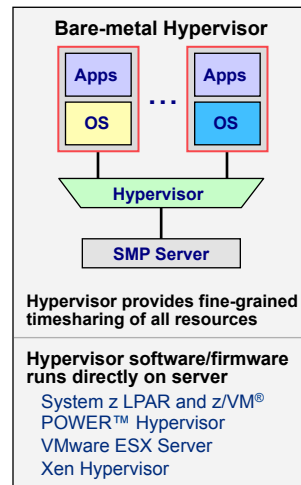 Bare-metal Hypervisor
Apps Apps
...
OS OS
Hypervisor
SMP Server
Hypervisor provides fine-grained
timesharing of all resources
Hypervisor software/firmware
runs directly on server
System z LPAR and z/VM®
POWER™ Hypervisor
VMware ESX Server
Xen Hypervisor